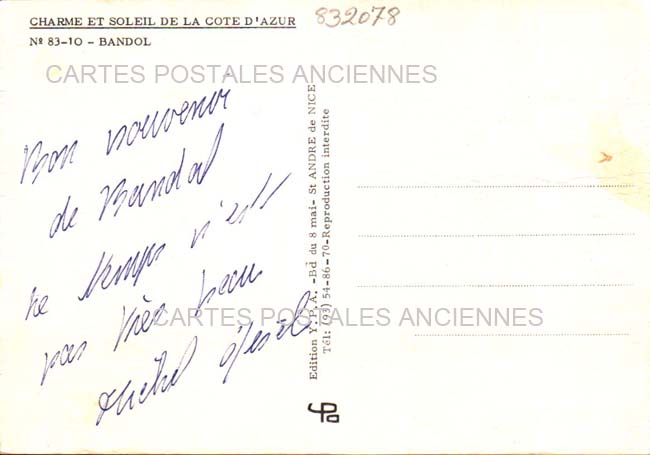 CHARME ET SOLEIL DE LA COTE D'AZUR
832078
Nº 83-10 - BANDOL
CARTES POSTALES ANCIENNES
Bon souvenir
de Bandol
le temps n'est
pas très beau
Michel
CARTES POSTALES ANCIENNES
Edition Y.P.A. -Bd du 8 mai- St ANDRE de NICE
Tél: (93) 54-86-70-Reproduction interdite